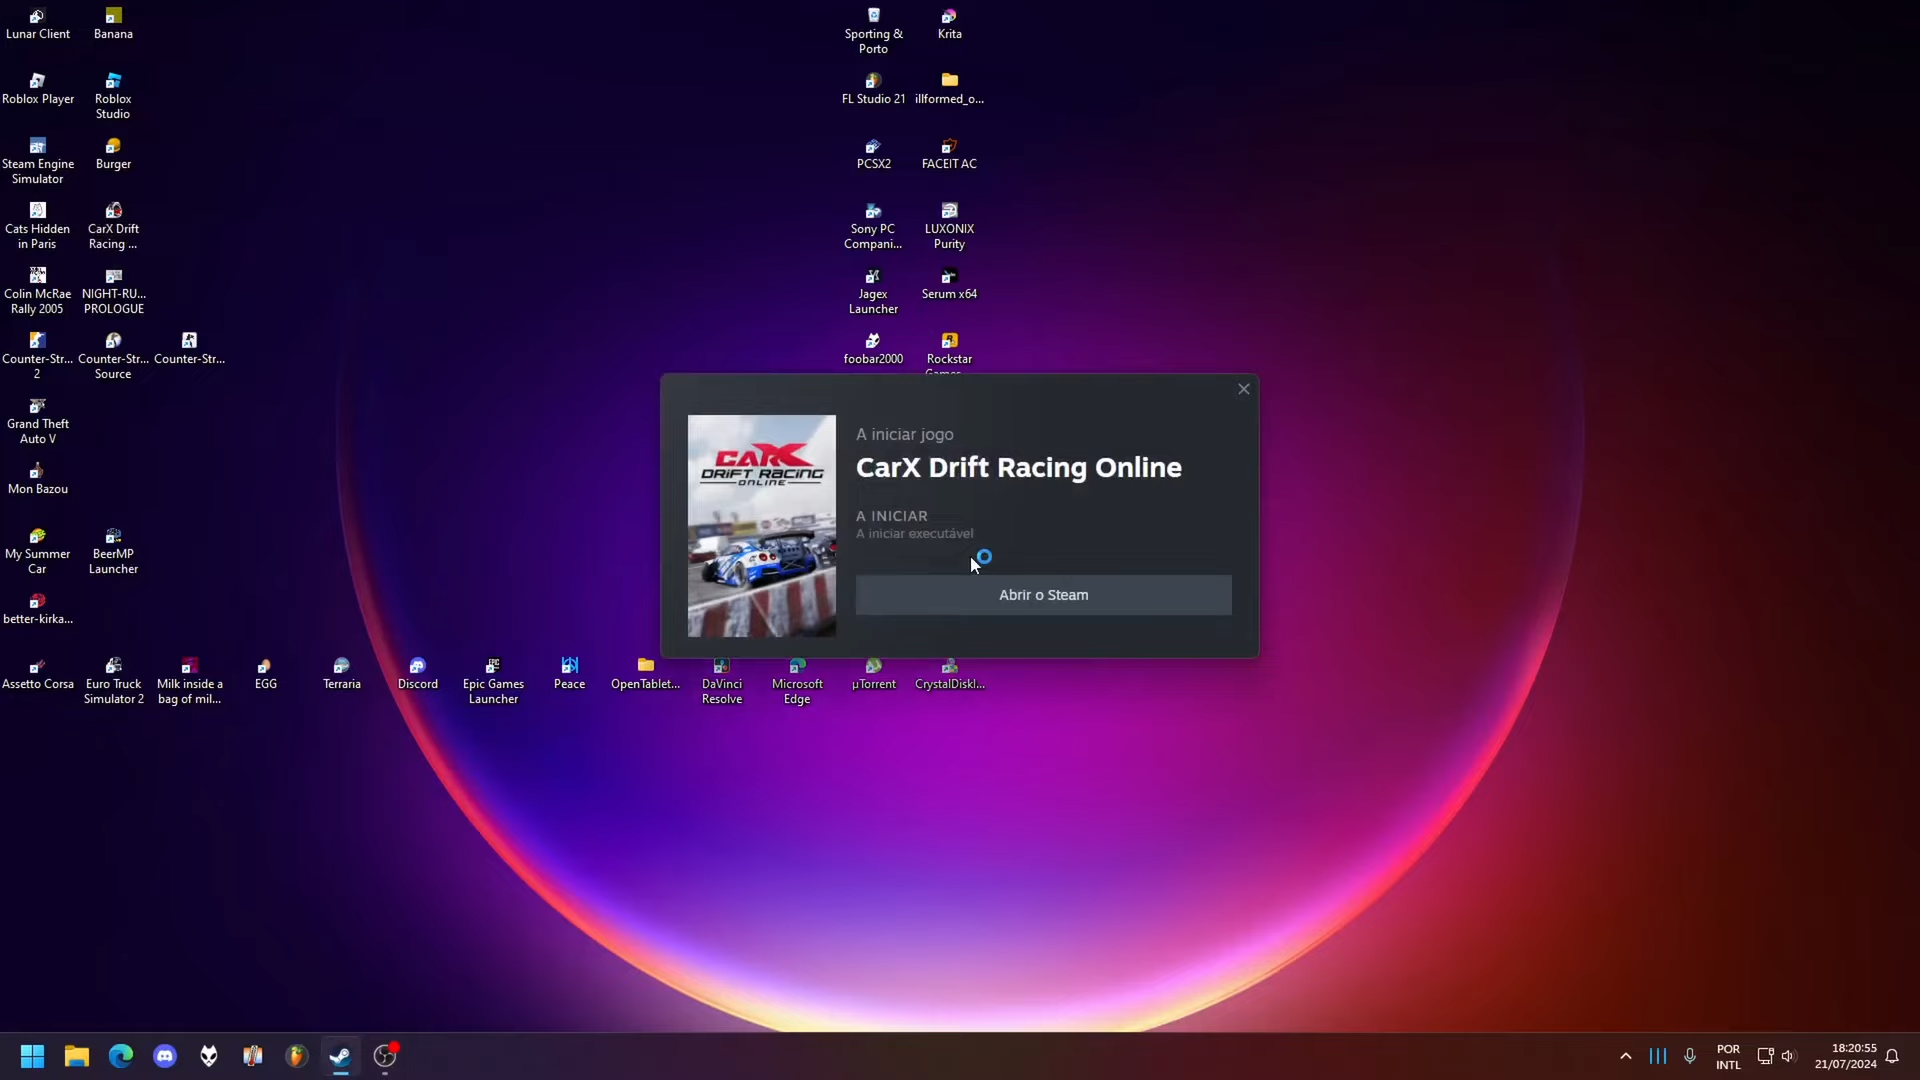 Lunar Client
Banana
Sporting &
Porto
Krita
Roblox Player
Roblox
Studio
FL Studio 21
illformed_o...
Steam Engine
Simulator
Burger
PCSX2
FACEIT AC
Cats Hidden
in Paris
CarX Drift
Racing ...
Sony PC
Compani...
LUXONIX
Purity
Colin McRae
Rally 2005
NIGHT-RU...
PROLOGUE
Jagex
Launcher
Serum x64
Counter-Str...
2
Counter-Str...
Source
Counter-Str...
foobar2000
Rockstar
Games
Grand Theft
Auto V
Mon Bazou
My Summer
Car
BeerMP
Launcher
better-kirka...
CARX
DRIFT RACING
ONLINE
A iniciar jogo
CarX Drift Racing Online
A INICIAR
A iniciar executável
Abrir o Steam
Assetto Corsa
Euro Truck
Simulator 2
Milk inside a
bag of mil...
EGG
Terraria
Discord
Epic Games
Launcher
Peace
OpenTablet...
DaVinci
Resolve
Microsoft
Edge
µTorrent
CrystalDiskI...
POR
INTL
18:20:55
21/07/2024